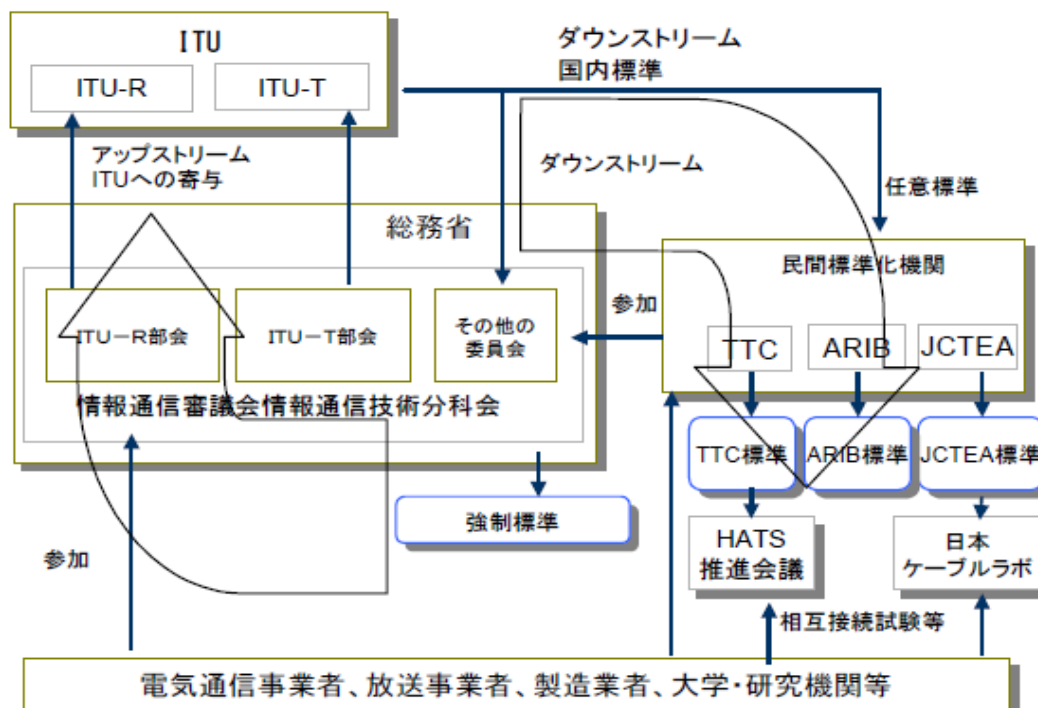 ITU
ITU-R
ITU-T
ダウンストリーム
国内標準
アップストリーム
ITUへの寄与
ダウンストリーム
任意標準
総務省
民間標準化機関
ITU－R部会
ITU－T部会
その他の
委員会
参加
TTC
ARIB
JCTEA
情報通信審議会情報通信技術分科会
TTC標準
ARIB標準
JCTEA標準
強制標準
HATS
推進会議
日本
ケーブルラボ
参加
相互接続試験等
電気通信事業者、放送事業者、製造業者、大学・研究機関等